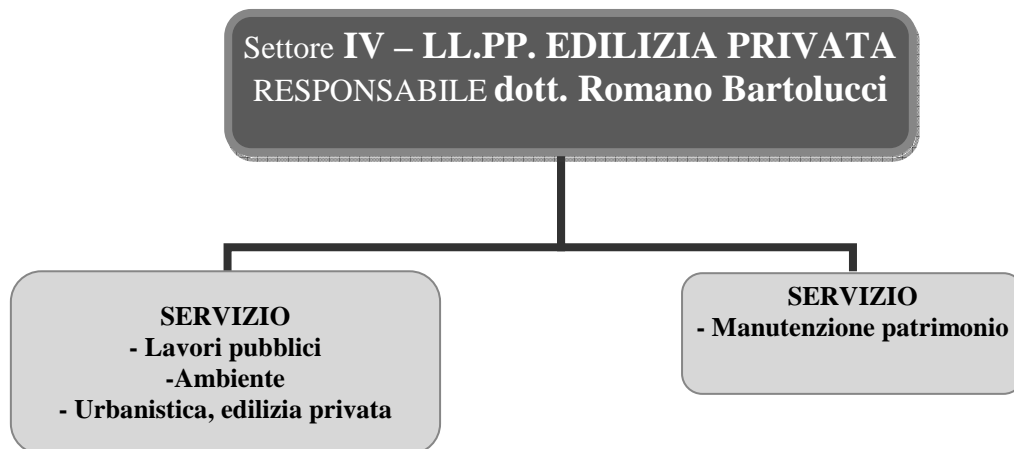 Settore IV – LL.PP. EDILIZIA PRIVATA
RESPONSABILE dott. Romano Bartolucci
SERVIZIO
- Lavori pubblici
-Ambiente
- Urbanistica, edilizia privata
SERVIZIO
- Manutenzione patrimonio